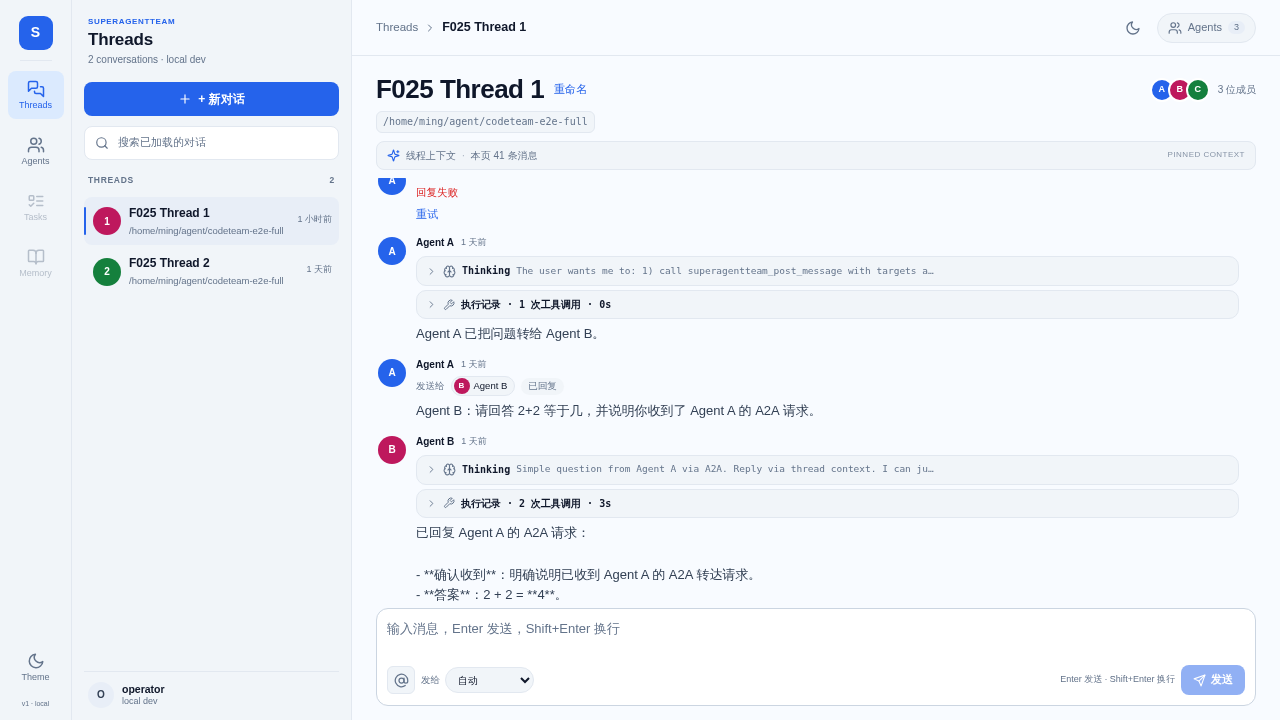 S
Threads
Agents
Tasks
Memory
Theme
v1 · local
SUPERAGENTTEAM
Threads
2 conversations · local dev
+ 新对话
搜索已加载的对话
THREADS 2
1 F025 Thread 1 1 小时前
/home/ming/agent/codeteam-e2e-full
2 F025 Thread 2 1 天前
/home/ming/agent/codeteam-e2e-full
O operator
local dev
Threads F025 Thread 1
Agents 3
F025 Thread 1 重命名
A B C 3 位成员
/home/ming/agent/codeteam-e2e-full
线程上下文 · 本页 41 条消息 PINNED CONTEXT
A 回复失败
重试
A Agent A 1 天前
Thinking The user wants me to: 1) call superagentteam_post_message with targets a…
执行记录 · 1 次工具调用 · 0s
Agent A 已把问题转给 Agent B。
A Agent A 1 天前
发送给 B Agent B 已回复
Agent B：请回答 2+2 等于几，并说明你收到了 Agent A 的 A2A 请求。
B Agent B 1 天前
Thinking Simple question from Agent A via A2A. Reply via thread context. I can ju…
执行记录 · 2 次工具调用 · 3s
已回复 Agent A 的 A2A 请求：
- **确认收到**：明确说明已收到 Agent A 的 A2A 转达请求。
- **答案**：2 + 2 = **4**。
输入消息，Enter 发送，Shift+Enter 换行
发给 自动
Enter 发送 · Shift+Enter 换行 发送